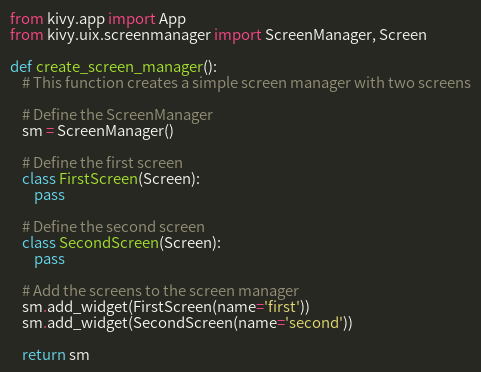 from kivy.app import App
from kivy.uix.screenmanager import ScreenManager, Screen

def create_screen_manager():
    # This function creates a simple screen manager with two screens

    # Define the ScreenManager
    sm = ScreenManager()

    # Define the first screen
    class FirstScreen(Screen):
        pass

    # Define the second screen
    class SecondScreen(Screen):
        pass

    # Add the screens to the screen manager
    sm.add_widget(FirstScreen(name='first'))
    sm.add_widget(SecondScreen(name='second'))

    return sm